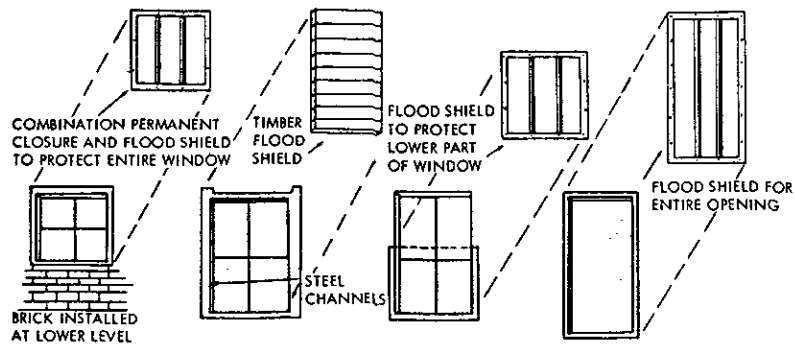 COMBINATION PERMANENT
CLOSURE AND FLOOD SHIELD
TO PROTECT ENTIRE WINDOW
TIMBER
FLOOD
SHIELD
FLOOD SHIELD
TO PROTECT
LOWER PART
OF WINDOW
FLOOD SHIELD FOR
ENTIRE OPENING
STEEL
CHANNELS
BRICK INSTALLED
AT LOWER LEVEL